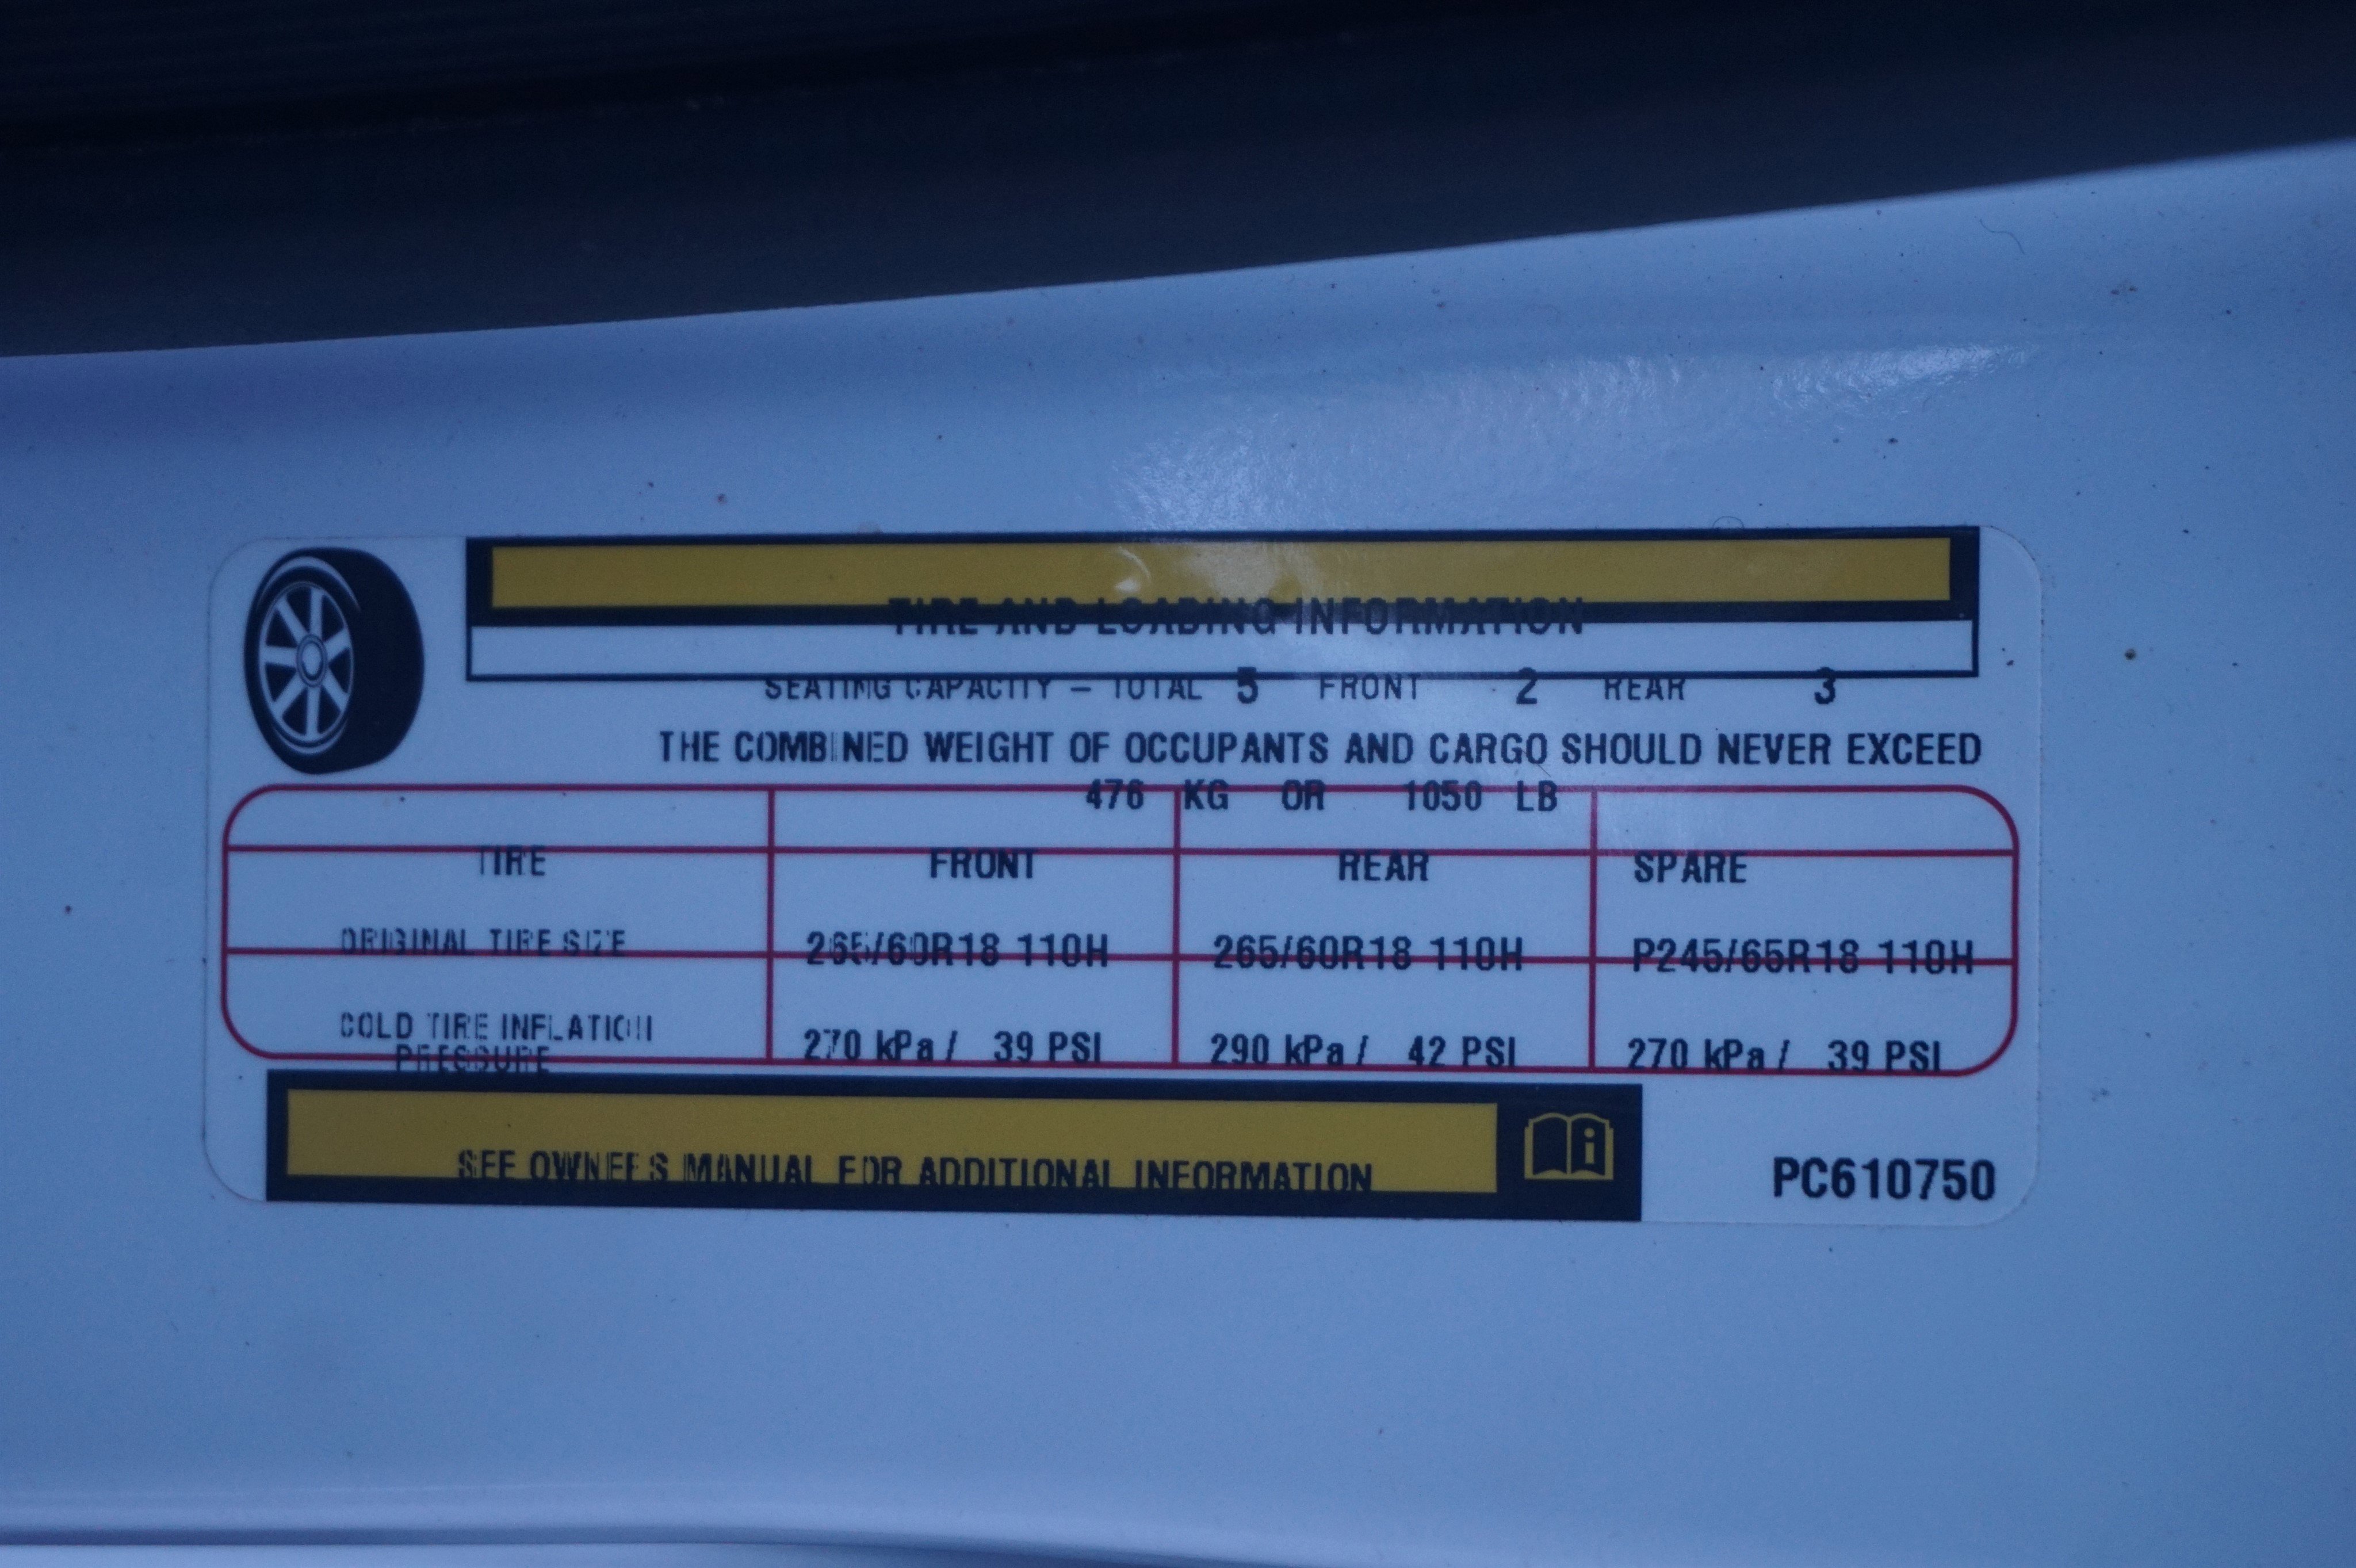 TIRE AND LOADING INFORMATION
SEATING CAPACITY – TOTAL 5 FRONT 2 REAR 3
THE COMBINED WEIGHT OF OCCUPANTS AND CARGO SHOULD NEVER EXCEED
476 KG OR 1050 LB
TIRE FRONT REAR SPARE
ORIGINAL TIRE SIZE 265/60R18 110H 265/60R18 110H P245/65R18 110H
COLD TIRE INFLATION
PRESSURE 270 kPa / 39 PSI 290 kPa / 42 PSI 270 kPa / 39 PSI
SEE OWNERS MANUAL FOR ADDITIONAL INFORMATION
PC610750